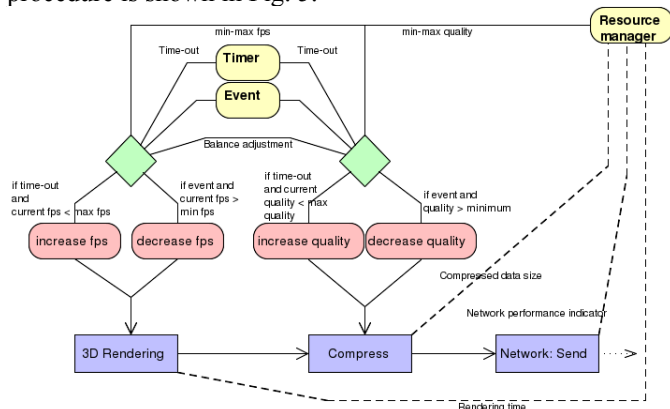 procedure is shown in Fig. 5.
min-max fps
min-max quality
Resource
manager
Time-out
Timer
Time-out
Event
Balance adjustment
if time-out
and
current fps < max fps
if event and
current fps >
min fps
if time-out
and current
quality < max
quality
if event and
quality > minimum
increase fps
decrease fps
increase quality
decrease quality
Compressed data size
Network performance indicator
3D Rendering
Compress
Network: Send
Rendering time